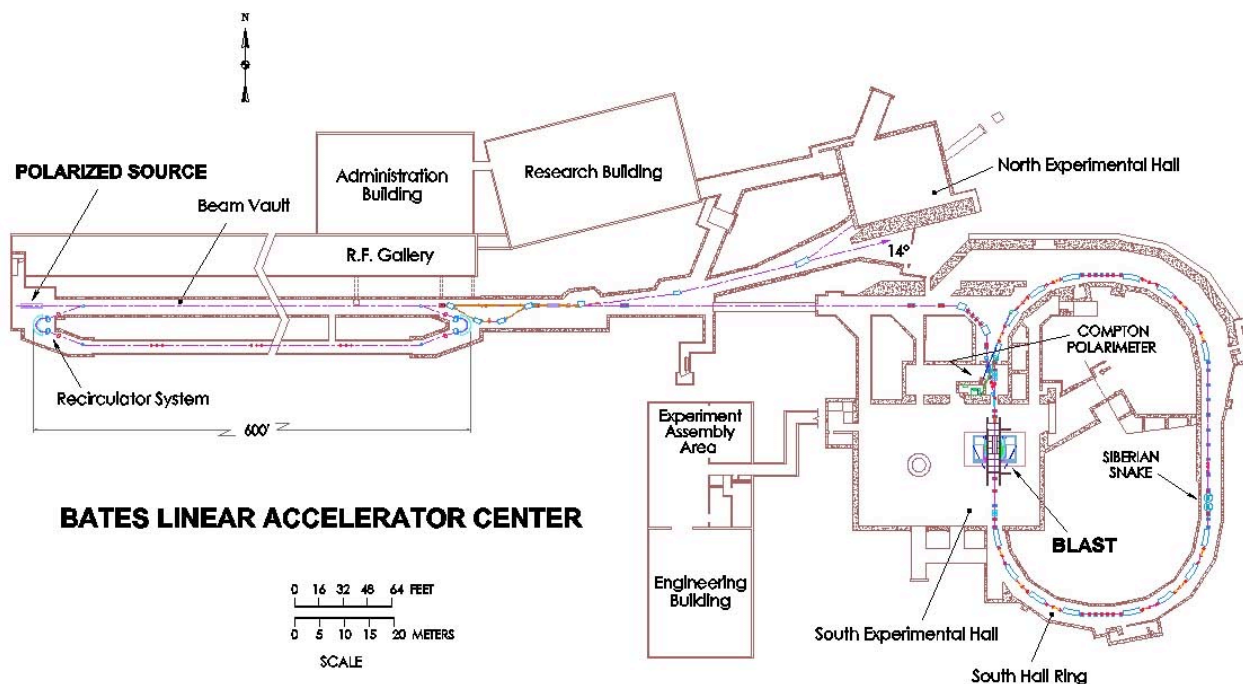 N
POLARIZED SOURCE
Beam Vault
Administration
Building
Research Building
North Experimental Hall
R.F. Gallery
14°
COMPTON
POLARIMETER
Recirculator System
600'
Experiment
Assembly
Area
SIBERIAN
SNAKE
BATES LINEAR ACCELERATOR CENTER
BLAST
Engineering
Building
0 16 32 48 64 FEET
0 5 10 15 20 METERS
SCALE
South Experimental Hall
South Hall Ring